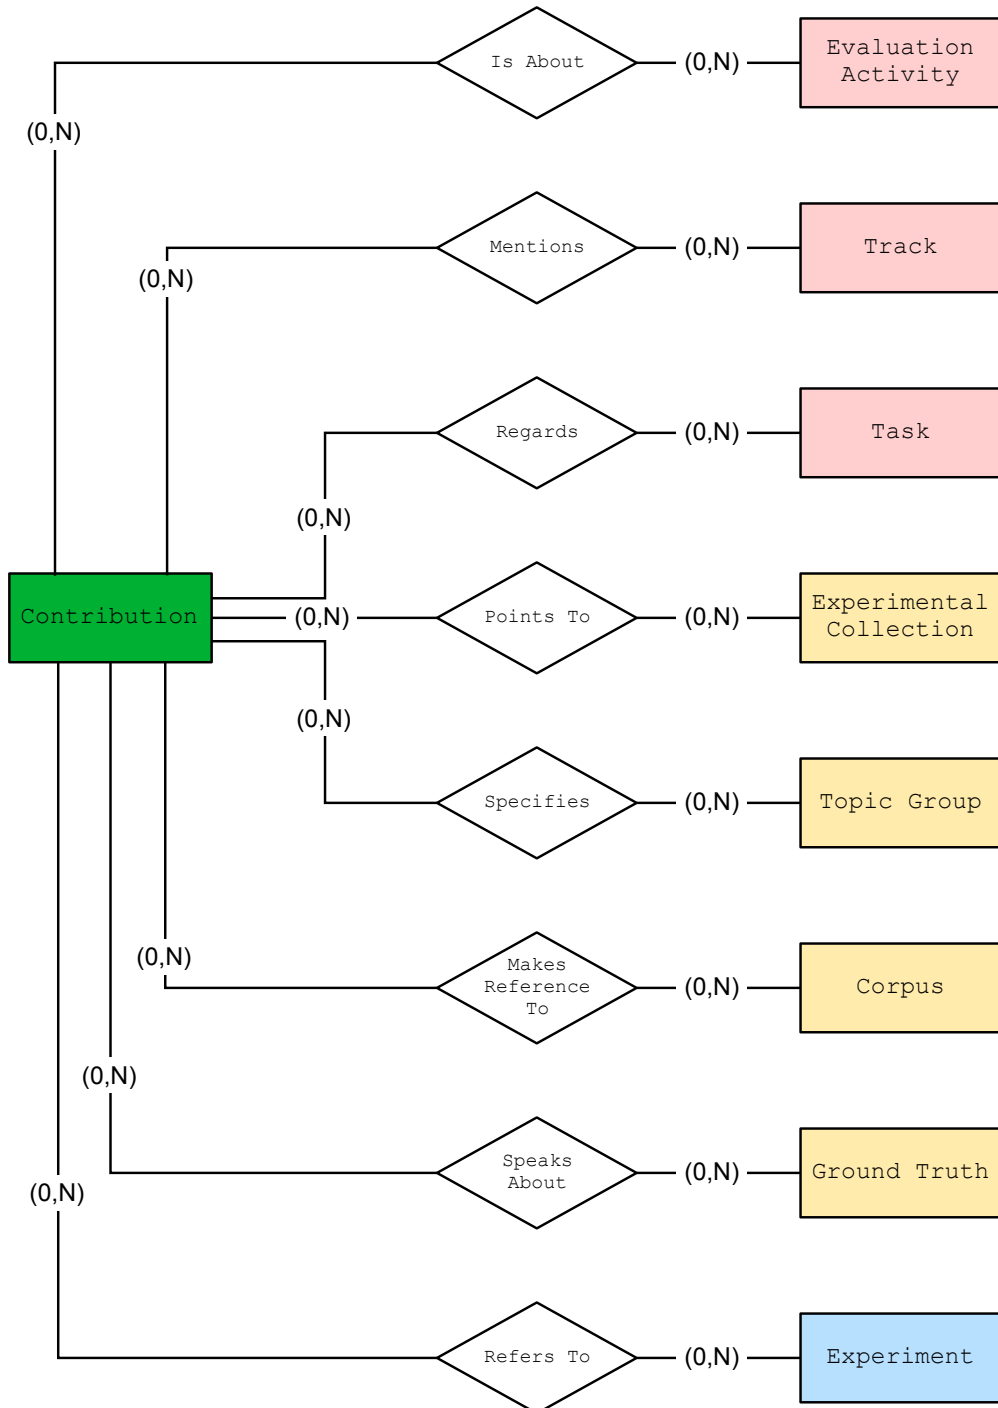 Is About
(0,N)
Evaluation
Activity
(0,N)
Mentions
(0,N)
Track
(0,N)
Regards
(0,N)
Task
(0,N)
Contribution
(0,N)
Points To
(0,N)
Experimental
Collection
(0,N)
Specifies
(0,N)
Topic Group
(0,N)
Makes
Reference
To
(0,N)
Corpus
(0,N)
Speaks
About
(0,N)
Ground Truth
(0,N)
Refers To
(0,N)
Experiment